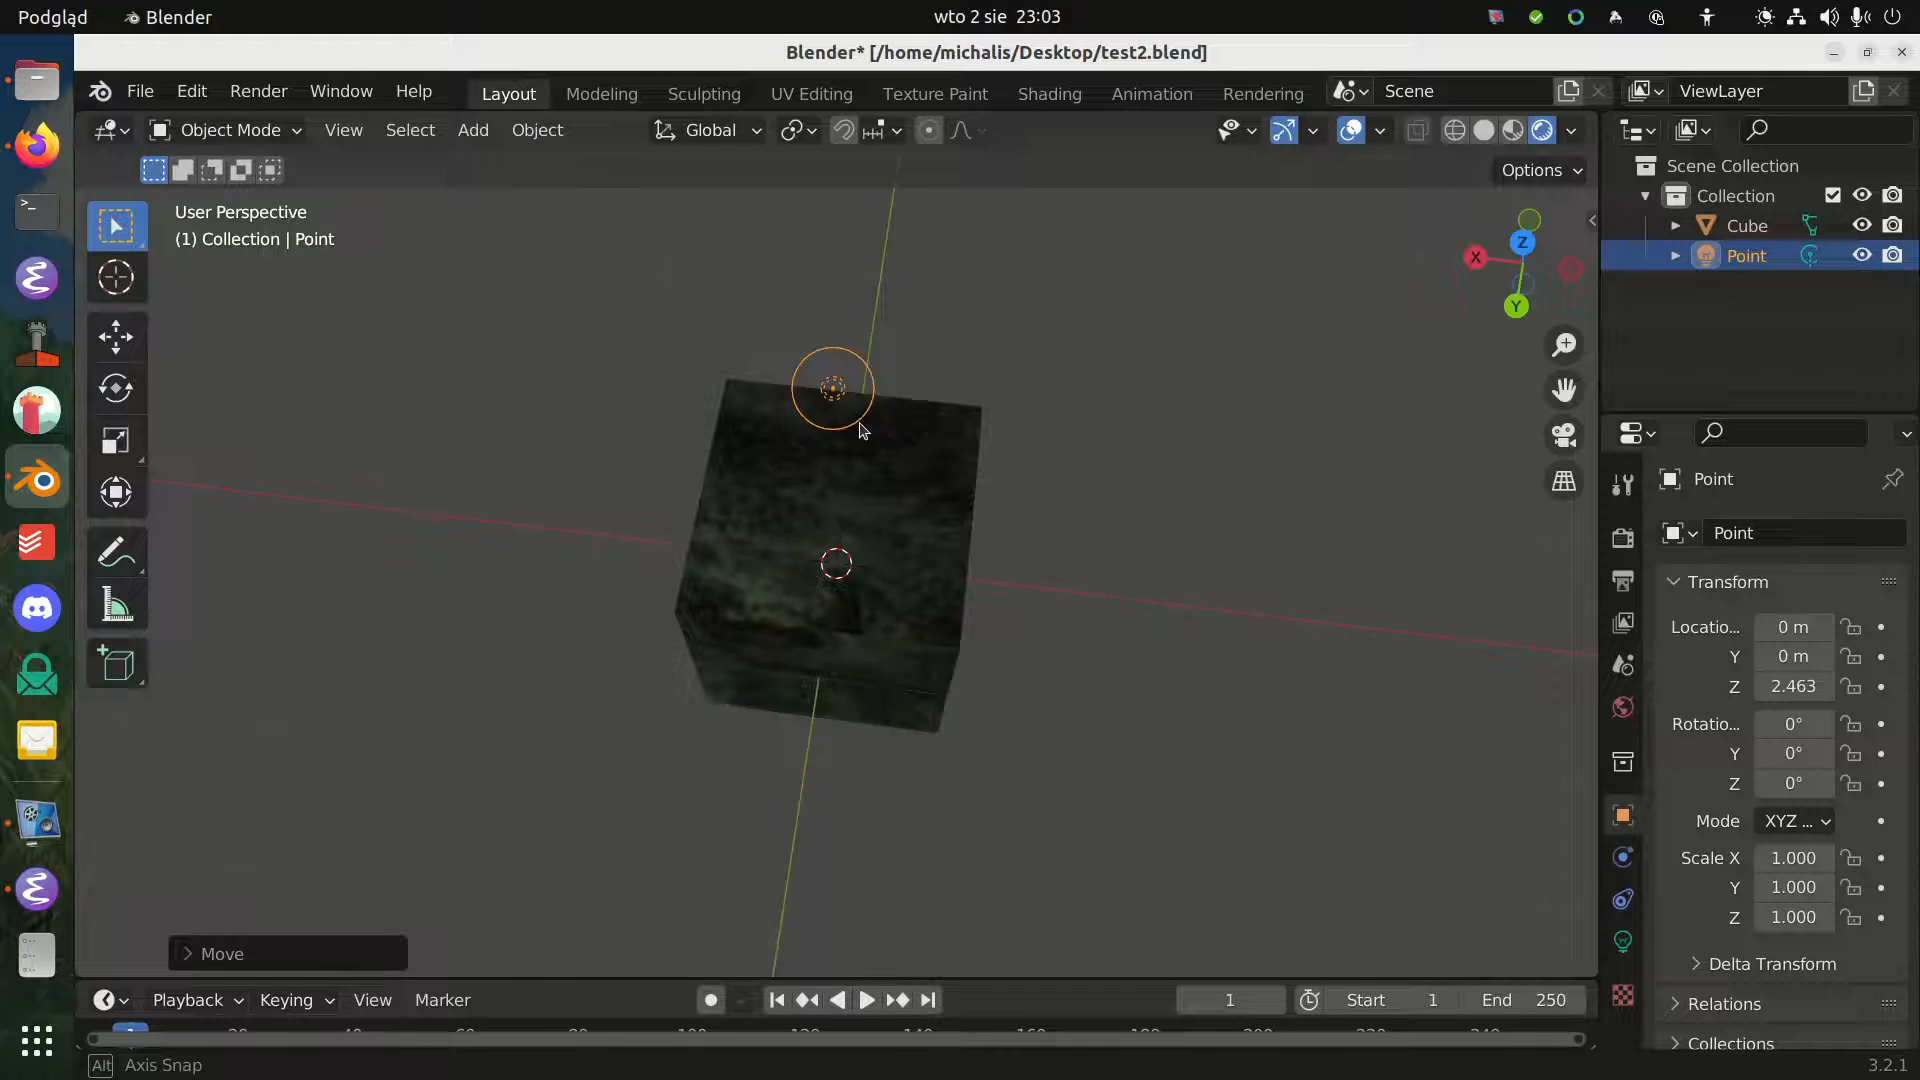 Podgląd Blender wto 2 sie 23:03
Blender* [/home/michalis/Desktop/test2.blend]
File Edit Render Window Help Layout Modeling Sculpting UV Editing Texture Paint Shading Animation Rendering Scene ViewLayer
Object Mode View Select Add Object Global
Options
Scene Collection
Collection
Cube
Point
User Perspective
(1) Collection | Point
X
Z
Y
Point
Point
Transform
Locatio... 0 m
Y 0 m
Z 2.463
Rotatio... 0°
Y 0°
Z 0°
Mode XYZ ...
Scale X 1.000
Y 1.000
Z 1.000
Delta Transform
Relations
Collections
Move
Playback Keying View Marker 1 Start 1 End 250
Alt Axis Snap 3.2.1